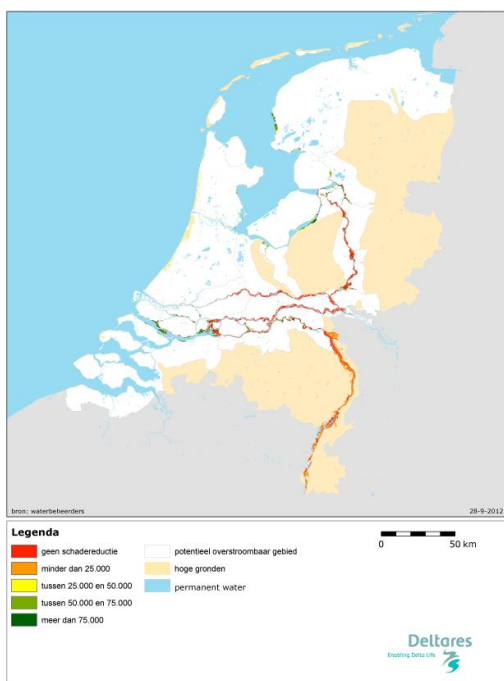 bron: waterbeheerders
28-9-2012
Legenda
geen schadereductie
minder dan 25.000
tussen 25.000 en 50.000
tussen 50.000 en 75.000
meer dan 75.000
potentieel overstroombaar gebied
hoge gronden
permanent water
0 50 km
Deltares
Enabling Delta Life